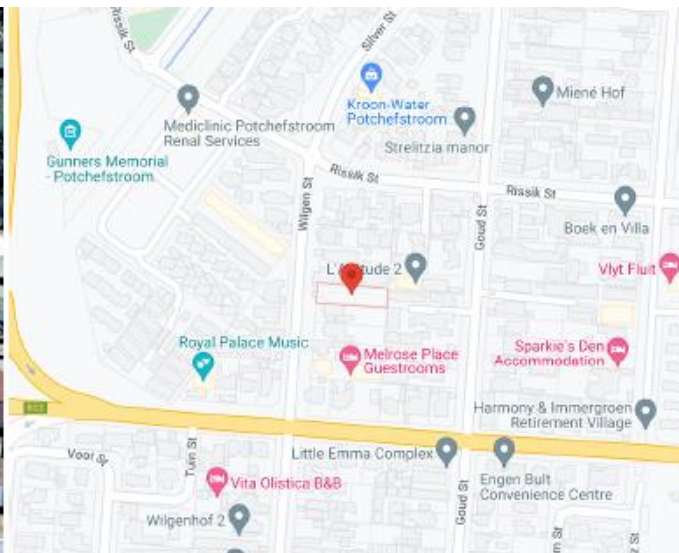 Rissik St
Silver St
Kroon-Water
Potchefstroom
Miené Hof
Mediclinic Potchefstroom
Renal Services
Strelitzia manor
Gunners Memorial
- Potchefstroom
Rissik St
Rissik St
Wilgen St
Goud St
Boek en Villa
Vlyt Fluit
Royal Palace Music
Melrose Place
Guestrooms
Sparkie's Den
Accommodation
Harmony & Immergroen
Retirement Village
Voor St
Tuin St
Little Emma Complex
Engen Bult
Convenience Centre
Vita Olistica B&B
Goud St
Wilgenhof 2